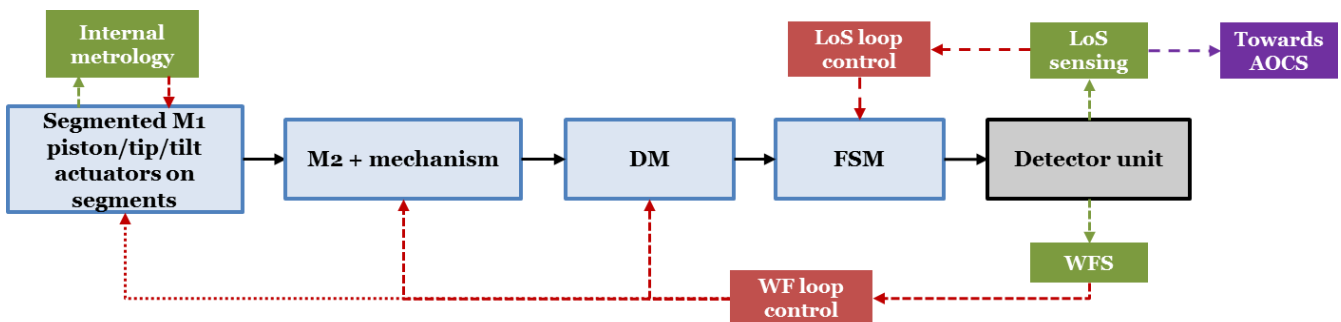 Internal
metrology
LoS loop
control
LoS
sensing
Towards
AOCS
Segmented M1
piston/tip/tilt
actuators on
segments
M2 + mechanism
DM
FSM
Detector unit
WFS
WF loop
control